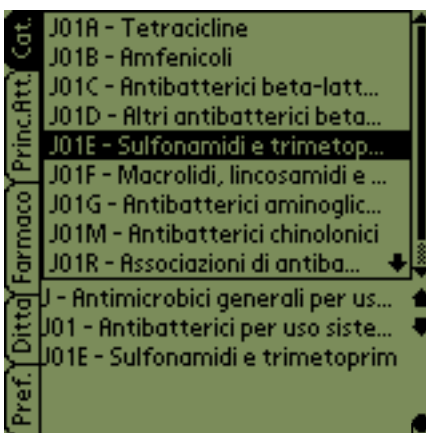 Cat.
Princ.Att.
Farmaco
Ditta
Pref.
J01A - Tetracicline
J01B - Amfenicoli
J01C - Antibatterici beta-latt...
J01D - Altri antibatterici beta...
J01E - Sulfonamidi e trimetop...
J01F - Macrolidi, lincosamidi e ...
J01G - Antibatterici aminoglic...
J01M - Antibatterici chinolonici
J01R - Associazioni di antiba...
J - Antimicrobici generali per us...
J01 - Antibatterici per uso siste...
J01E - Sulfonamidi e trimetoprim